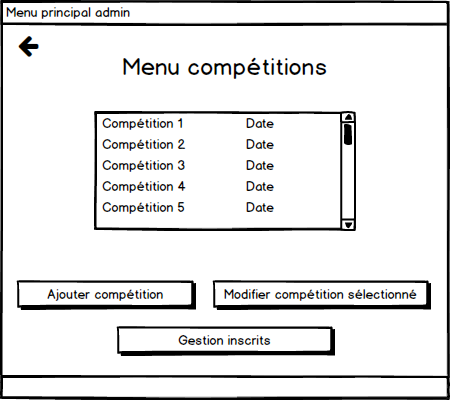 Menu principal admin
Menu compétitions
Compétition 1 Date
Compétition 2 Date
Compétition 3 Date
Compétition 4 Date
Compétition 5 Date
Ajouter compétition Modifier compétition sélectionné
Gestion inscrits